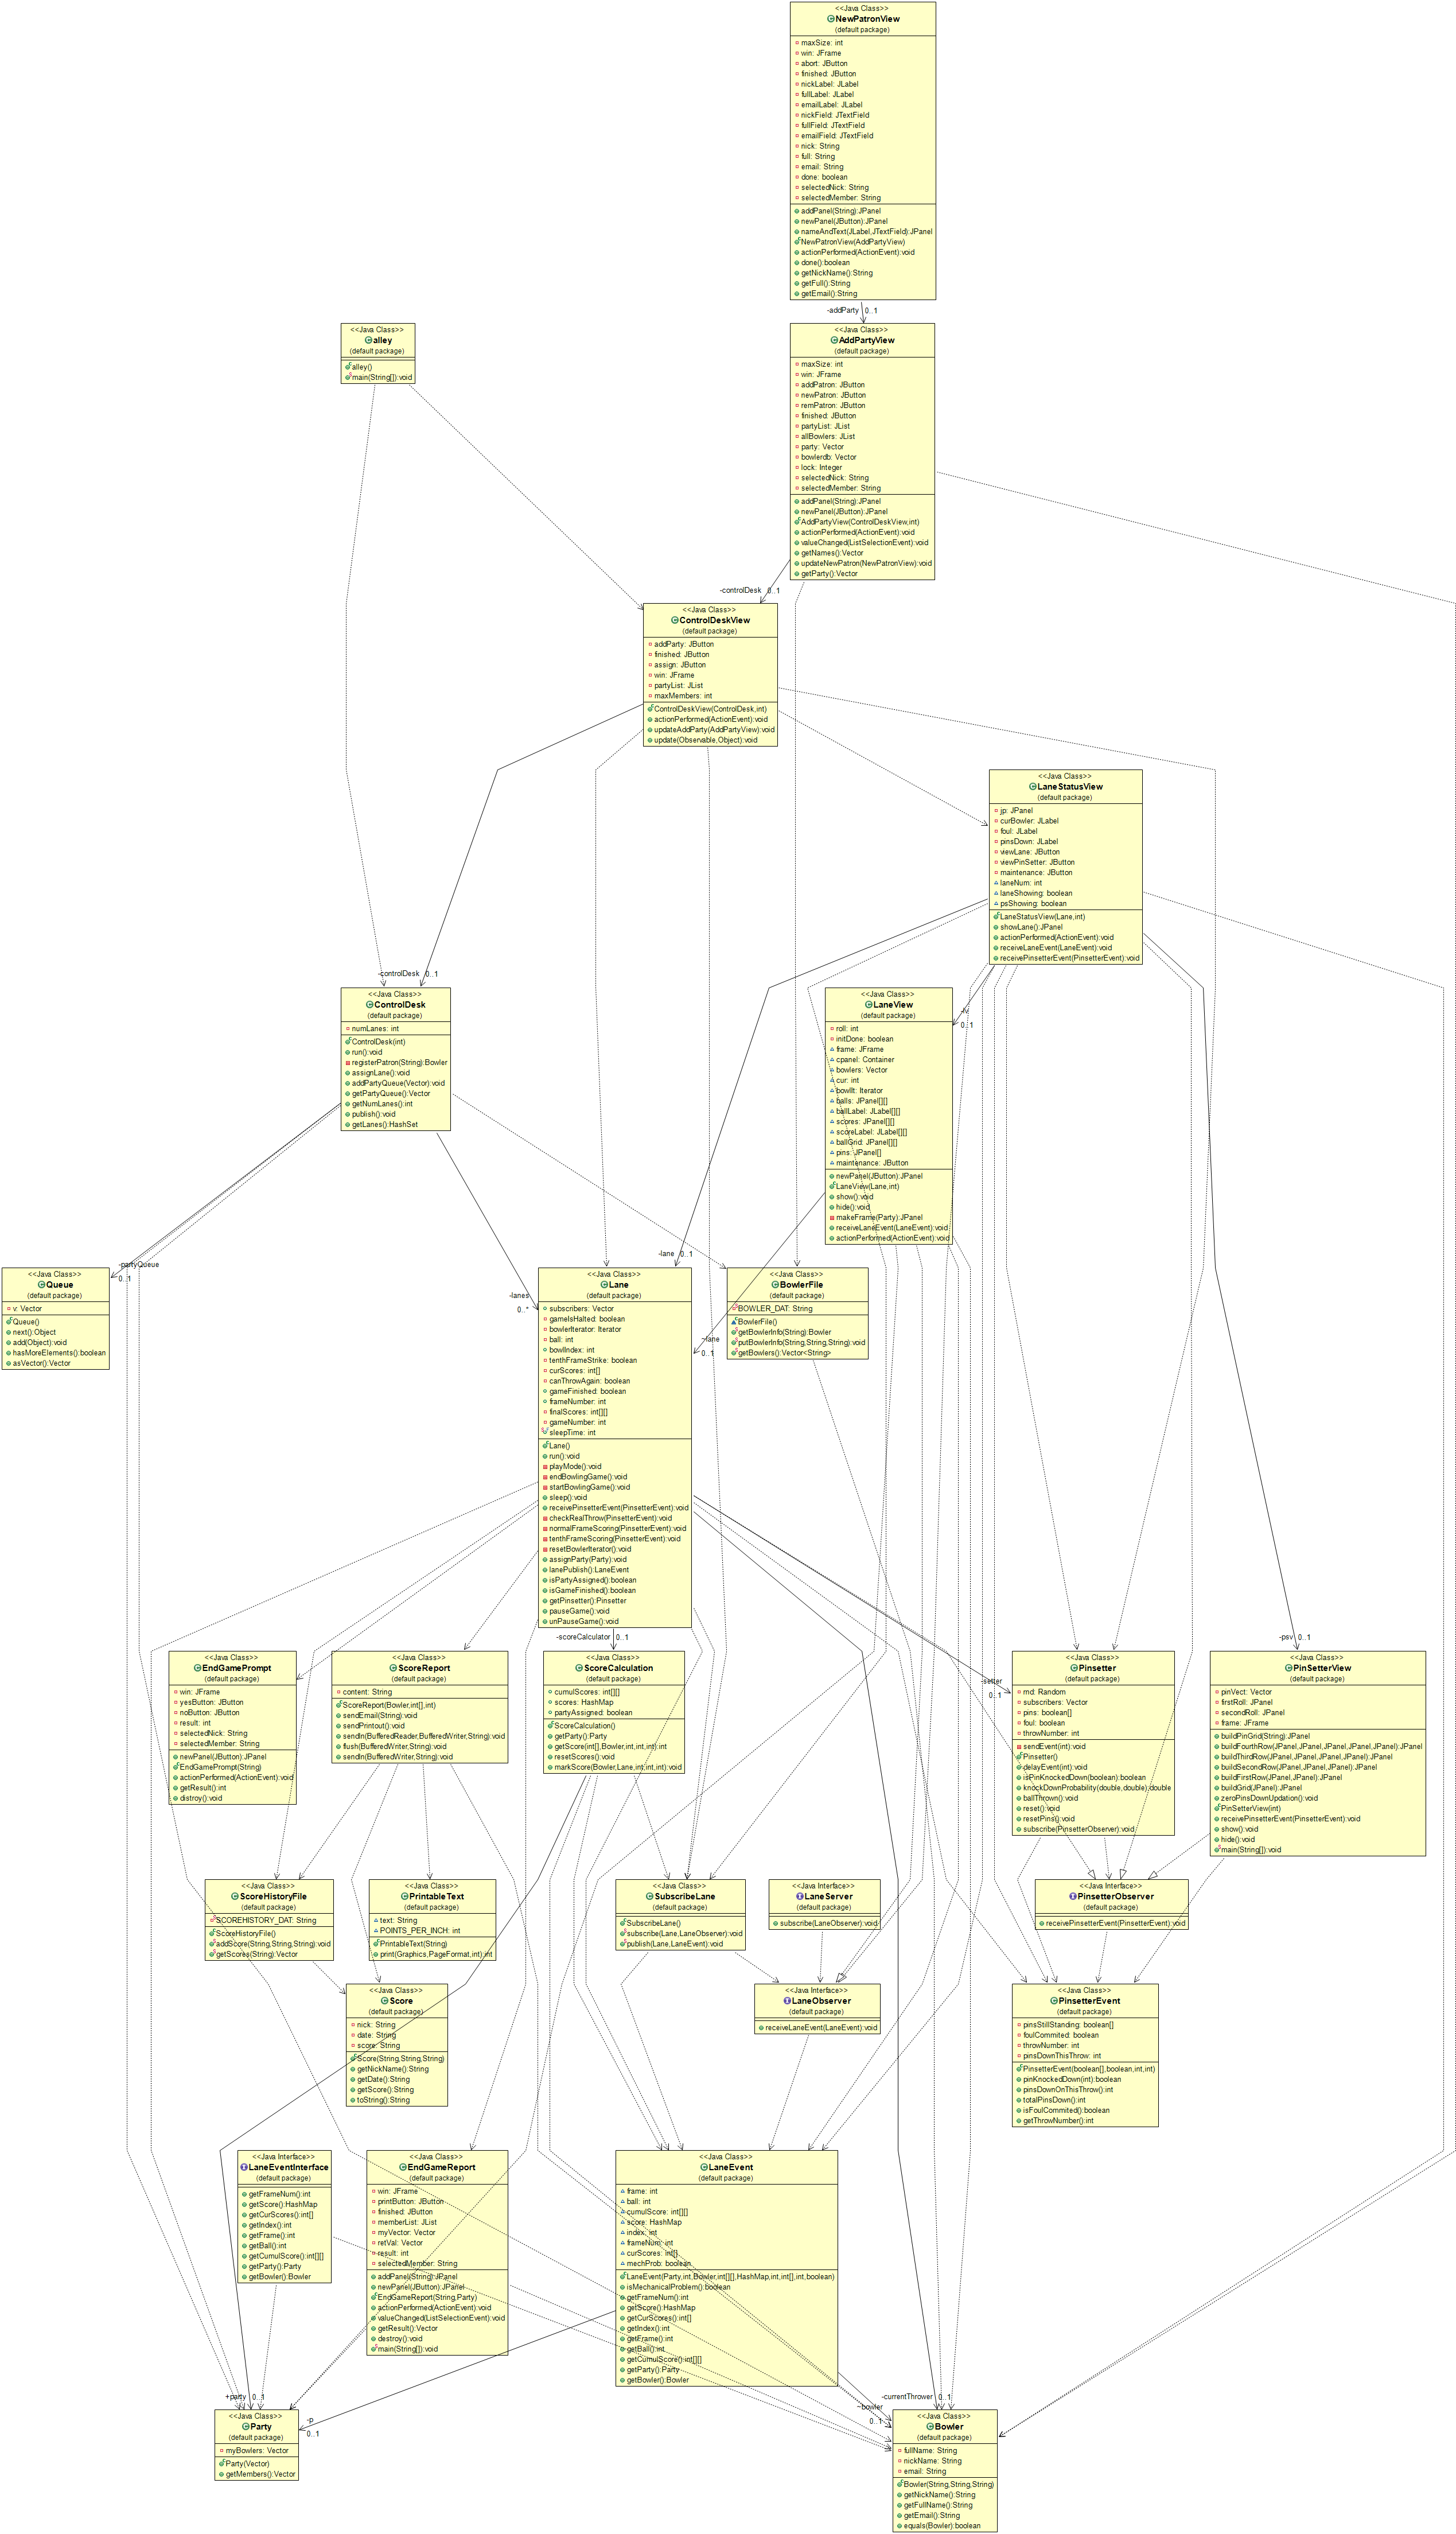 <<Java Class>>
NewPatronView
(default package)
maxSize: int
win: JFrame
abort: JButton
finished: JButton
nickLabel: JLabel
fullLabel: JLabel
emailLabel: JLabel
nickField: JTextField
fullField: JTextField
emailField: JTextField
nick: String
full: String
email: String
done: boolean
selectedNick: String
selectedMember: String
addPanel(String):JPanel
newPanel(JButton):JPanel
nameAndText(JLabel,JTextField):JPanel
NewPatronView(AddPartyView)
actionPerformed(ActionEvent):void
done():boolean
getNickName():String
getFull():String
getEmail():String
-addParty 0..1
<<Java Class>>
alley
(default package)
alley()
main(String[]):void
<<Java Class>>
AddPartyView
(default package)
maxSize: int
win: JFrame
addPatron: JButton
newPatron: JButton
remPatron: JButton
finished: JButton
partyList: JList
allBowlers: JList
party: Vector
bowlerdb: Vector
lock: Integer
selectedNick: String
selectedMember: String
addPanel(String):JPanel
newPanel(JButton):JPanel
AddPartyView(ControlDeskView,int)
actionPerformed(ActionEvent):void
valueChanged(ListSelectionEvent):void
getNames():Vector
updateNewPatron(NewPatronView):void
getParty():Vector
-controlDesk 0..1
<<Java Class>>
ControlDeskView
(default package)
addParty: JButton
finished: JButton
assign: JButton
win: JFrame
partyList: JList
maxMembers: int
ControlDeskView(ControlDesk,int)
actionPerformed(ActionEvent):void
updateAddParty(AddPartyView):void
update(Observable,Object):void
<<Java Class>>
LaneStatusView
(default package)
jp: JPanel
curBowler: JLabel
foul: JLabel
pinsDown: JLabel
viewLane: JButton
viewPinSetter: JButton
maintenance: JButton
laneNum: int
laneShowing: boolean
psShowing: boolean
LaneStatusView(Lane,int)
showLane():JPanel
actionPerformed(ActionEvent):void
receiveLaneEvent(LaneEvent):void
receivePinsetterEvent(PinsetterEvent):void
-controlDesk 0..1
<<Java Class>>
ControlDesk
(default package)
numLanes: int
ControlDesk(int)
run():void
registerPatron(String):Bowler
assignLane():void
addPartyQueue(Vector):void
getPartyQueue():Vector
getNumLanes():int
publish():void
getLanes():HashSet
<<Java Class>>
LaneView
(default package)
roll: int
initDone: boolean
frame: JFrame
cpanel: Container
bowlers: Vector
cur: int
bowlIt: Iterator
balls: JPanel[][]
ballLabel: JLabel[][]
scores: JPanel[][]
scoreLabel: JLabel[][]
ballGrid: JPanel[][]
pins: JPanel[]
maintenance: JButton
newPanel(JButton):JPanel
LaneView(Lane,int)
show():void
hide():void
makeFrame(Party):JPanel
receiveLaneEvent(LaneEvent):void
actionPerformed(ActionEvent):void
-lv
0..1
-partyQueue
0..1
<<Java Class>>
Queue
(default package)
v: Vector
Queue()
next():Object
add(Object):void
hasMoreElements():boolean
asVector():Vector
-lanes
0..*
-lane 0..1
<<Java Class>>
Lane
(default package)
subscribers: Vector
gameIsHalted: boolean
bowlerIterator: Iterator
ball: int
bowlIndex: int
tenthFrameStrike: boolean
curScores: int[]
canThrowAgain: boolean
gameFinished: boolean
frameNumber: int
finalScores: int[][]
gameNumber: int
sleepTime: int
Lane()
run():void
playMode():void
endBowlingGame():void
startBowlingGame():void
sleep():void
receivePinsetterEvent(PinsetterEvent):void
checkRealThrow(PinsetterEvent):void
normalFrameScoring(PinsetterEvent):void
tenthFrameScoring(PinsetterEvent):void
resetBowlerIterator():void
assignParty(Party):void
lanePublish():LaneEvent
isPartyAssigned():boolean
isGameFinished():boolean
getPinsetter():Pinsetter
pauseGame():void
unPauseGame():void
<<Java Class>>
BowlerFile
(default package)
BOWLER_DAT: String
BowlerFile()
getBowlerInfo(String):Bowler
putBowlerInfo(String,String,String):void
getBowlers():Vector<String>
~lane
0..1
-scoreCalculator 0..1
-psv 0..1
-setter
0..1
<<Java Class>>
EndGamePrompt
(default package)
win: JFrame
yesButton: JButton
noButton: JButton
result: int
selectedNick: String
selectedMember: String
newPanel(JButton):JPanel
EndGamePrompt(String)
actionPerformed(ActionEvent):void
getResult():int
distroy():void
<<Java Class>>
ScoreReport
(default package)
content: String
ScoreReport(Bowler,int[],int)
sendEmail(String):void
sendPrintout():void
sendln(BufferedReader,BufferedWriter,String):void
flush(BufferedWriter,String):void
sendln(BufferedWriter,String):void
<<Java Class>>
ScoreCalculation
(default package)
cumulScores: int[][]
scores: HashMap
partyAssigned: boolean
ScoreCalculation()
getParty():Party
getScore(int[],Bowler,int,int,int):int
resetScores():void
markScore(Bowler,Lane,int,int,int):void
<<Java Class>>
Pinsetter
(default package)
rnd: Random
subscribers: Vector
pins: boolean[]
foul: boolean
throwNumber: int
sendEvent(int):void
Pinsetter()
delayEvent(int):void
isPinKnockedDown(boolean):boolean
knockDownProbability(double,double):double
ballThrown():void
reset():void
resetPins():void
subscribe(PinsetterObserver):void
<<Java Class>>
PinSetterView
(default package)
pinVect: Vector
firstRoll: JPanel
secondRoll: JPanel
frame: JFrame
buildPinGrid(String):JPanel
buildFourthRow(JPanel,JPanel,JPanel,JPanel,JPanel):JPanel
buildThirdRow(JPanel,JPanel,JPanel,JPanel):JPanel
buildSecondRow(JPanel,JPanel,JPanel):JPanel
buildFirstRow(JPanel,JPanel):JPanel
buildGrid(JPanel):JPanel
zeroPinsDownUpdation():void
PinSetterView(int)
receivePinsetterEvent(PinsetterEvent):void
show():void
hide():void
main(String[]):void
<<Java Class>>
ScoreHistoryFile
(default package)
SCOREHISTORY_DAT: String
ScoreHistoryFile()
addScore(String,String,String):void
getScores(String):Vector
<<Java Class>>
PrintableText
(default package)
text: String
POINTS_PER_INCH: int
PrintableText(String)
print(Graphics,PageFormat,int):int
<<Java Class>>
SubscribeLane
(default package)
SubscribeLane()
subscribe(Lane,LaneObserver):void
publish(Lane,LaneEvent):void
<<Java Interface>>
LaneServer
(default package)
subscribe(LaneObserver):void
<<Java Interface>>
PinsetterObserver
(default package)
receivePinsetterEvent(PinsetterEvent):void
<<Java Class>>
Score
(default package)
nick: String
date: String
score: String
Score(String,String,String)
getNickName():String
getDate():String
getScore():String
toString():String
<<Java Interface>>
LaneObserver
(default package)
receiveLaneEvent(LaneEvent):void
<<Java Class>>
PinsetterEvent
(default package)
pinsStillStanding: boolean[]
foulCommited: boolean
throwNumber: int
pinsDownThisThrow: int
PinsetterEvent(boolean[],boolean,int,int)
pinKnockedDown(int):boolean
pinsDownOnThisThrow():int
totalPinsDown():int
isFoulCommited():boolean
getThrowNumber():int
<<Java Interface>>
LaneEventInterface
(default package)
getFrameNum():int
getScore():HashMap
getCurScores():int[]
getIndex():int
getFrame():int
getBall():int
getCumulScore():int[][]
getParty():Party
getBowler():Bowler
<<Java Class>>
EndGameReport
(default package)
win: JFrame
printButton: JButton
finished: JButton
memberList: JList
myVector: Vector
retVal: Vector
result: int
selectedMember: String
addPanel(String):JPanel
newPanel(JButton):JPanel
EndGameReport(String,Party)
actionPerformed(ActionEvent):void
valueChanged(ListSelectionEvent):void
getResult():Vector
destroy():void
main(String[]):void
<<Java Class>>
LaneEvent
(default package)
frame: int
ball: int
cumulScore: int[][]
score: HashMap
index: int
frameNum: int
curScores: int[]
mechProb: boolean
LaneEvent(Party,int,Bowler,int[][],HashMap,int,int[],int,boolean)
isMechanicalProblem():boolean
getFrameNum():int
getScore():HashMap
getCurScores():int[]
getIndex():int
getFrame():int
getBall():int
getCumulScore():int[][]
getParty():Party
getBowler():Bowler
+party 0..1
-p
0..1
-currentThrower 0..1
~bowler
0..1
<<Java Class>>
Party
(default package)
myBowlers: Vector
Party(Vector)
getMembers():Vector
<<Java Class>>
Bowler
(default package)
fullName: String
nickName: String
email: String
Bowler(String,String,String)
getNickName():String
getFullName():String
getEmail():String
equals(Bowler):boolean